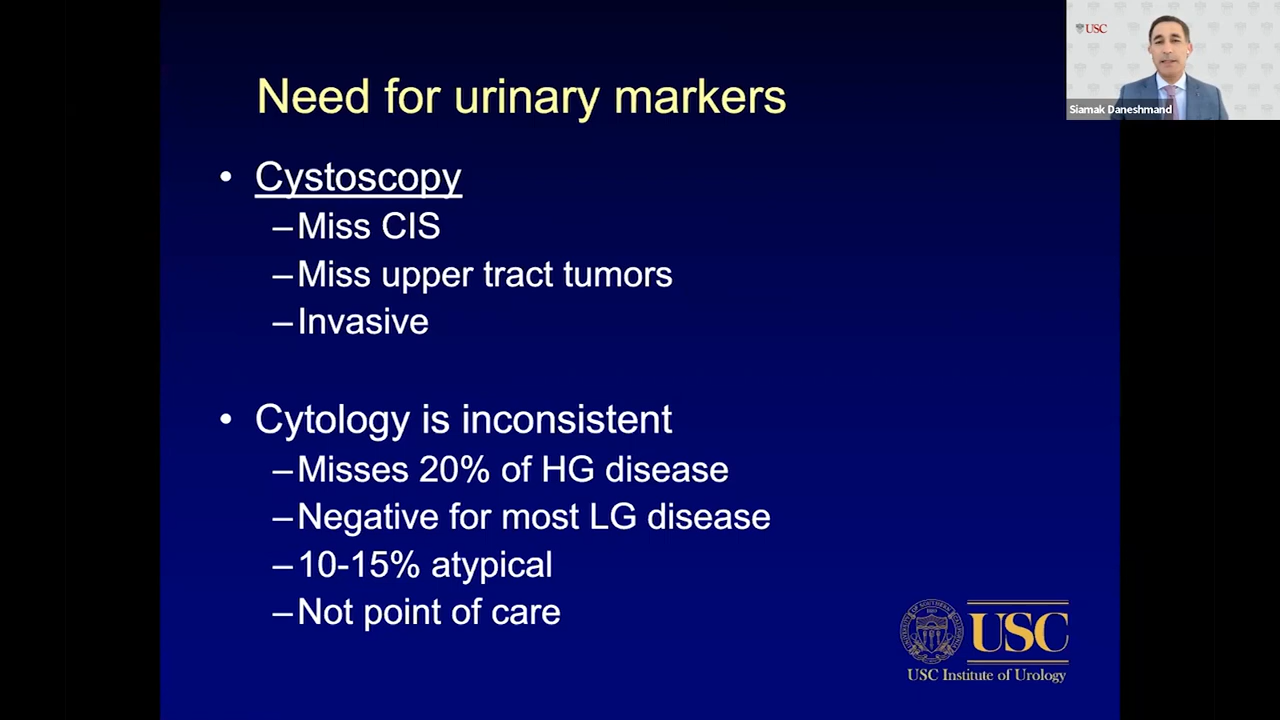 Need for urinary markers
USC
Siamak Daneshmand
• Cystoscopy
–Miss CIS
–Miss upper tract tumors
–Invasive
• Cytology is inconsistent
–Misses 20% of HG disease
–Negative for most LG disease
–10-15% atypical
–Not point of care
USC
USC Institute of Urology